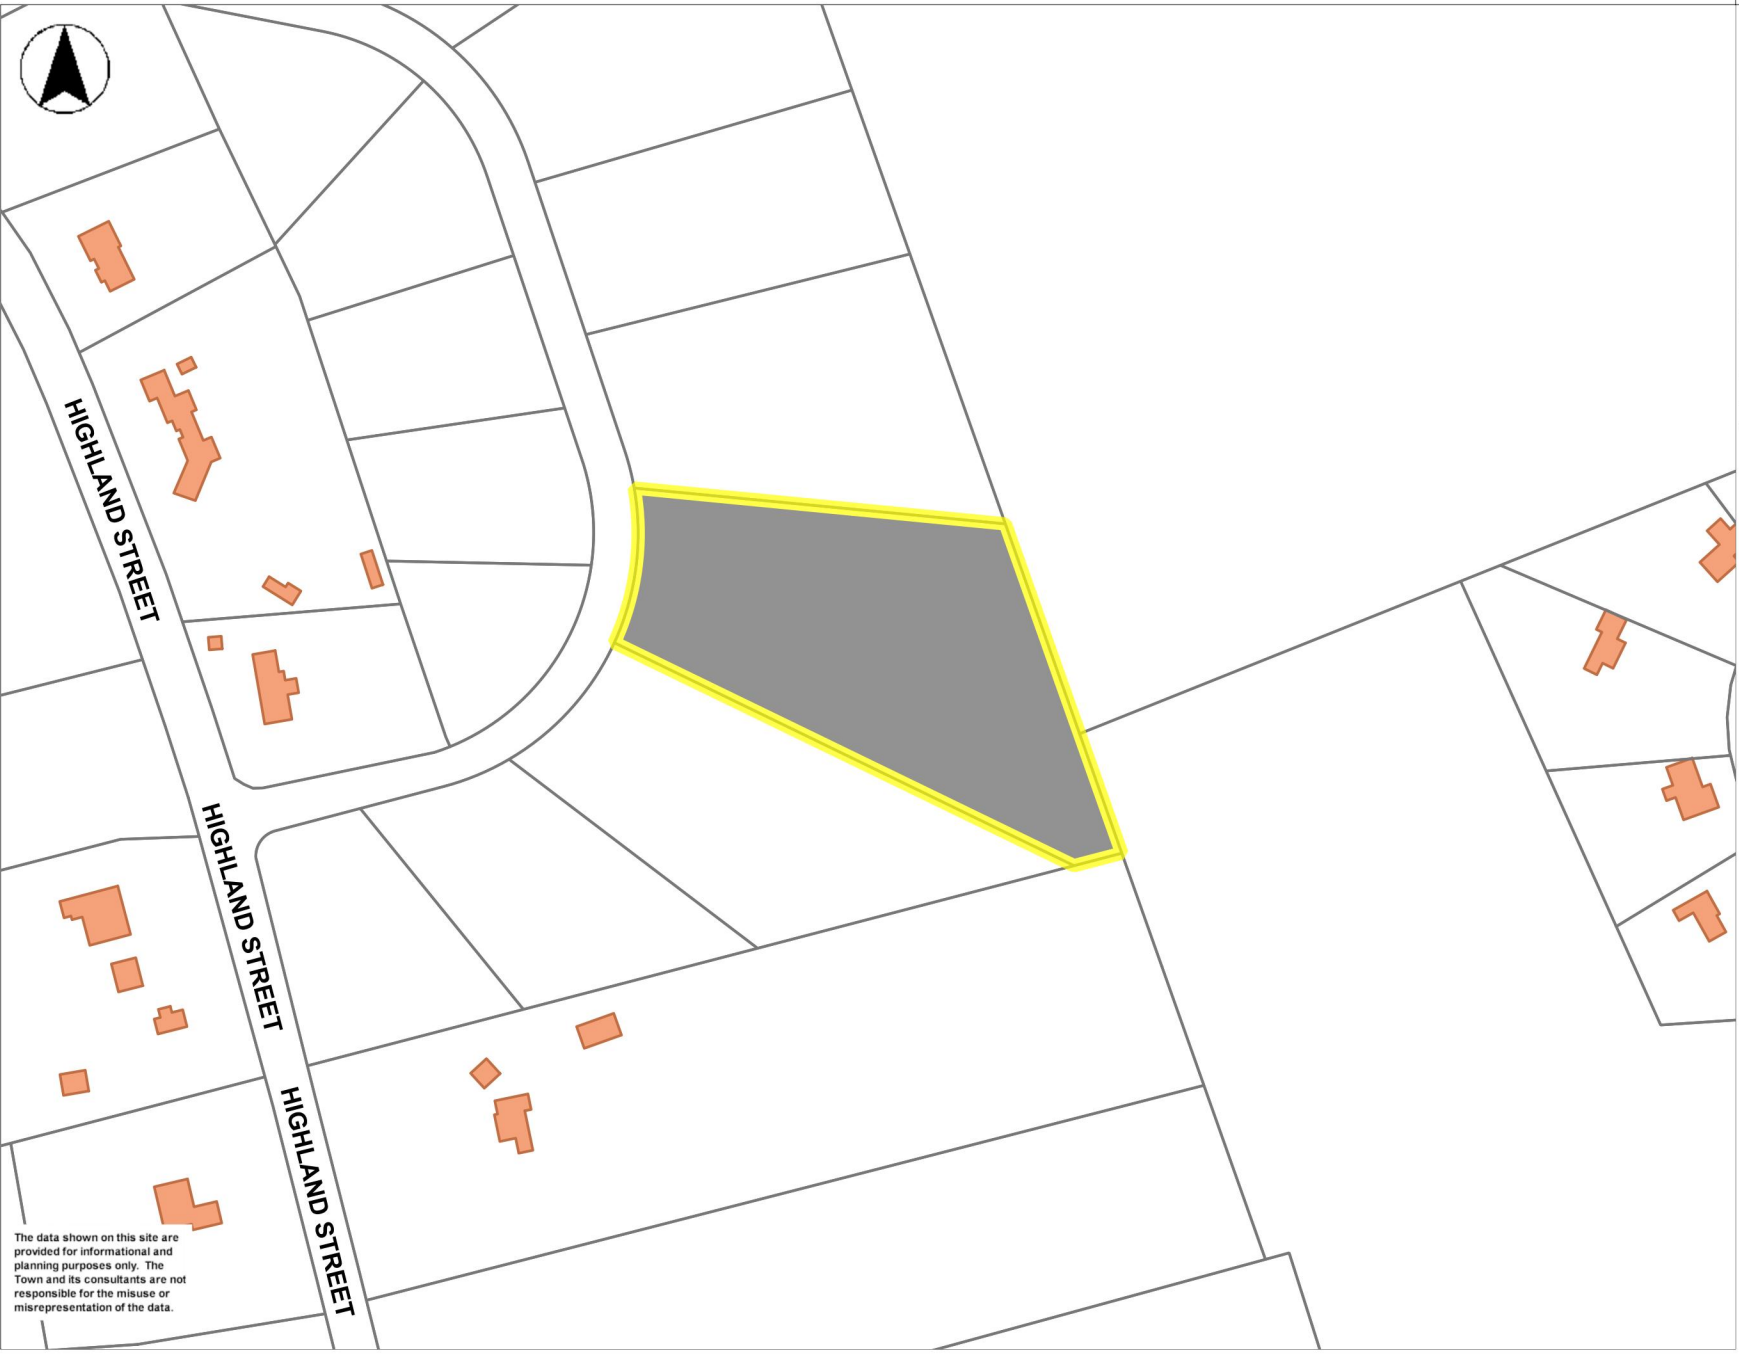 HIGHLAND STREET
HIGHLAND STREET
HIGHLAND STREET
The data shown on this site are
provided for informational and
planning purposes only. The
Town and its consultants are not
responsible for the misuse or
misrepresentation of the data.